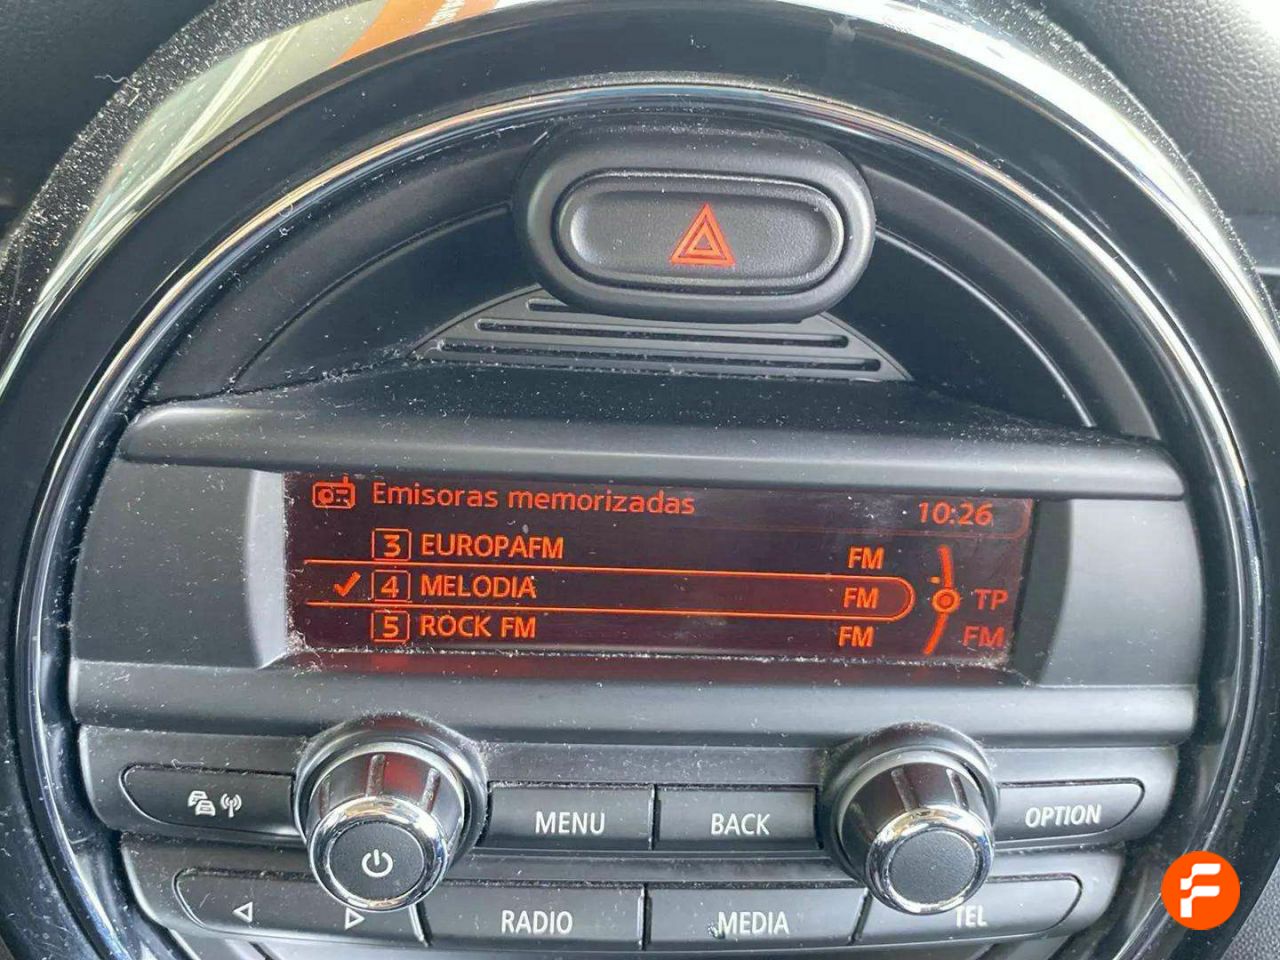 Emisoras memorizadas 10:26
3 EUROPAFM FM
4 MELODIA FM TP
5 ROCK FM FM FM
MENU BACK OPTION
RADIO MEDIA TEL